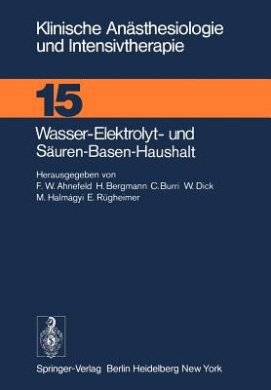 Klinische Anästhesiologie
und Intensivtherapie
15
Wasser-Elektrolyt- und
Säuren-Basen-Haushalt
Herausgegeben von
F. W. Ahnefeld H. Bergmann C. Burri W. Dick
M. Halmágyi E. Rügheimer
Springer-Verlag Berlin Heidelberg New York